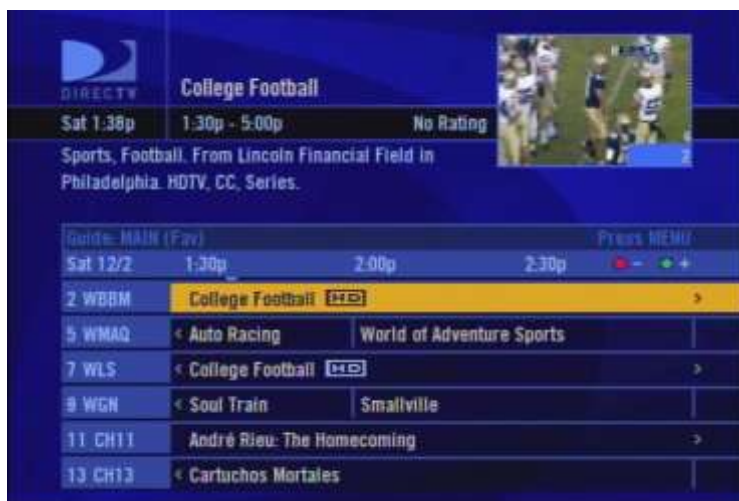 DIRECTV
College Football
Sat 1:38p 1:30p - 5:00p No Rating
Sports, Football. From Lincoln Financial Field in
Philadelphia. HDTV, CC, Series.
Guide: MAIN (Fav) Press MENU
Sat 12/2 1:30p 2:00p 2:30p - +
2 WBBM College Football HD >
5 WMAQ < Auto Racing World of Adventure Sports
7 WLS < College Football HD >
9 WGN < Soul Train Smallville
11 CH11 André Rieu: The Homecoming >
13 CH13 < Cartuchos Mortales